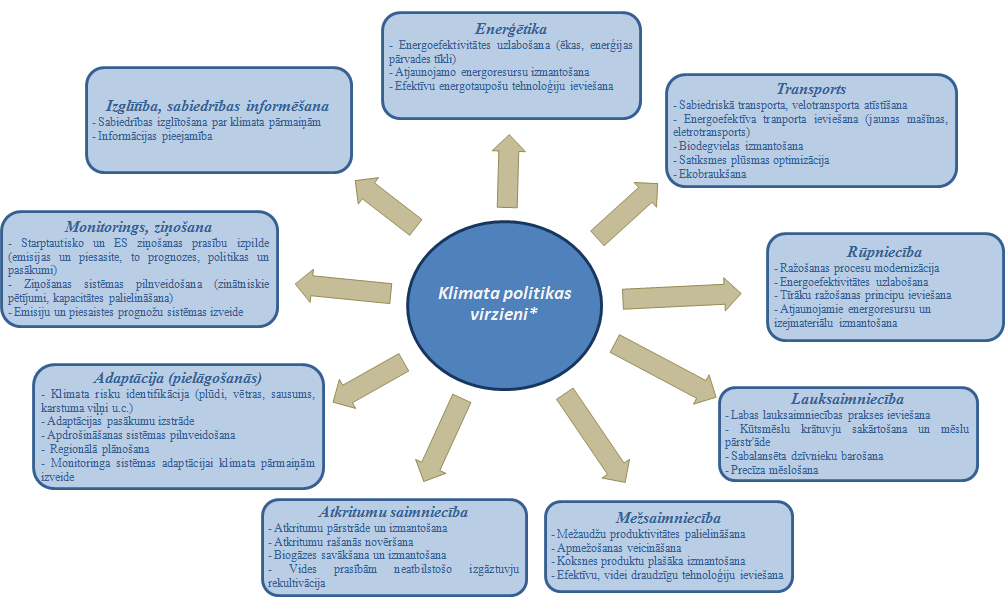 Enerģētika
- Energoefektivitātes uzlabošana (ēkas, enerģijas
pārvades tīkli)
- Atjaunojamo energoresursu izmantošana
- Efektīvu energotaupošu tehnoloģiju ieviešana
Transports
- Sabiedriskā transporta, velotransporta atīstīšana
- Energoefektīva tranporta ieviešana (jaunas mašīnas,
eletrotransports)
- Biodegvielas izmantošana
- Satiksmes plūsmas optimizācija
- Ekobraukšana
Rūpniecība
- Ražošanas procesu modernizācija
- Energoefektivitātes uzlabošana
- Tīrāku ražošanas principu ieviešana
- Atjaunojamie energoresursu un
izejmateriālu izmantošana
Lauksaimniecība
- Labas lauksaimniecības prakses ieviešana
- Kūtsmēslu krātuvju sakārtošana un mēslu
pārstr'āde
- Sabalansēta dzīvnieku barošana
- Precīza mēslošana
Mežsaimniecība
- Mežaudžu produktivitātes palielināšana
- Apmežošanas veicināšana
- Koksnes produktu plašāka izmantošana
- Efektīvu, videi draudzīgu tehnoloģiju ieviešana
Atkritumu saimniecība
- Atkritumu pārstrāde un izmantošana
- Atkritumu rašanās novēršana
- Biogāzes savākšana un izmantošana
- Vides prasībām neatbilstošo izgāztuvju
rekultivācija
Adaptācija (pielāgošanās)
- Klimata risku identifikācija (plūdi, vētras, sausums,
karstuma viļņi u.c.)
- Adaptācijas pasākumu izstrāde
- Apdrošināšanas sistēmas pilnveidošana
- Regionālā plānošana
- Monitoringa sistēmas adaptācijai klimata pārmaiņām
izveide
Monitorings, ziņošana
- Starptautisko un ES ziņošanas prasību izpilde
(emisijas un piesasite, to prognozes, politikas un
pasākumi)
- Ziņošanas sistēmas pilnveidošana (zinātniskie
pētījumi, kapacitātes palielināšana)
- Emisiju un piesaistes prognožu sistēmas izveide
Izglītība, sabiedrības informēšana
- Sabiedrības izglītošana par klimata pārmaiņām
- Informācijas pieejamība
Klimata politikas
virzieni*